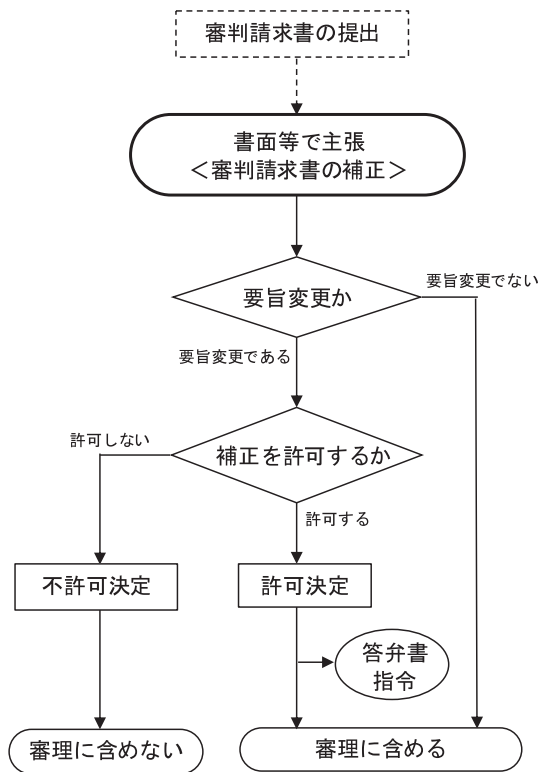 審判請求書の提出
書面等で主張
＜審判請求書の補正＞
要旨変更か
要旨変更でない
要旨変更である
補正を許可するか
許可しない
許可する
不許可決定
許可決定
答弁書
指令
審理に含めない
審理に含める